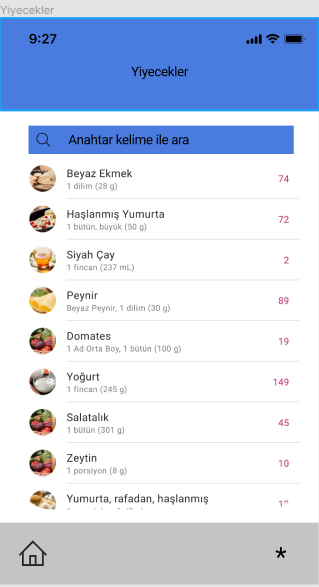 Yiyecekler
9:27
Yiyecekler
Anahtar kelime ile ara
Beyaz Ekmek
1 dilim (28 g)
74
Haşlanmış Yumurta
1 bütün, büyük (50 g)
72
Siyah Çay
1 fincan (237 mL)
2
Peynir
Beyaz Peynir, 1 dilim (30 g)
89
Domates
1 Ad Orta Boy, 1 bütün (100 g)
19
Yoğurt
1 fincan (245 g)
149
Salatalık
1 bütün (301 g)
45
Zeytin
1 porsiyon (8 g)
10
Yumurta, rafadan, haşlanmış
*